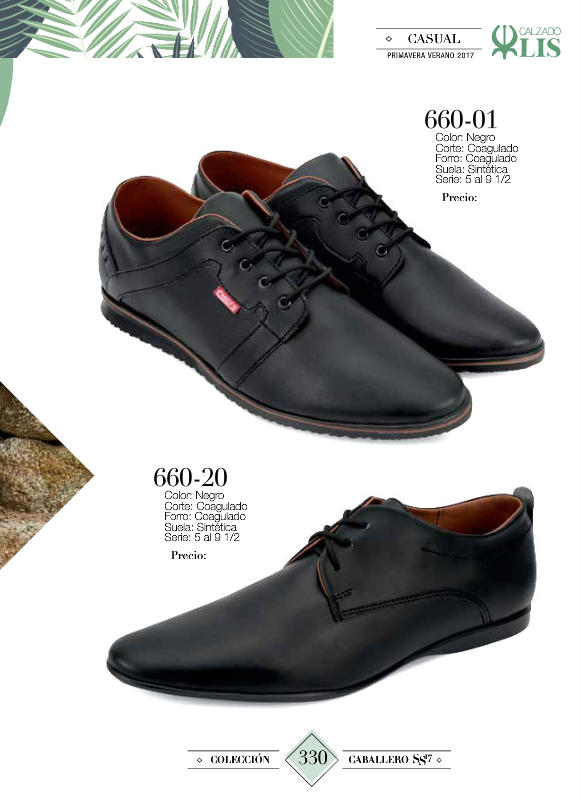 CASUAL
PRIMAVERA VERANO 2017
CALZADO
LIS
660-01
Color: Negro
Corte: Coagulado
Forro: Coagulado
Suela: Sintética
Serie: 5 al 9 1/2
Precio:
660-20
Color: Negro
Corte: Coagulado
Forro: Coagulado
Suela: Sintética
Serie: 5 al 9 1/2
Precio:
COLECCIÓN 330 CABALLERO SS'17